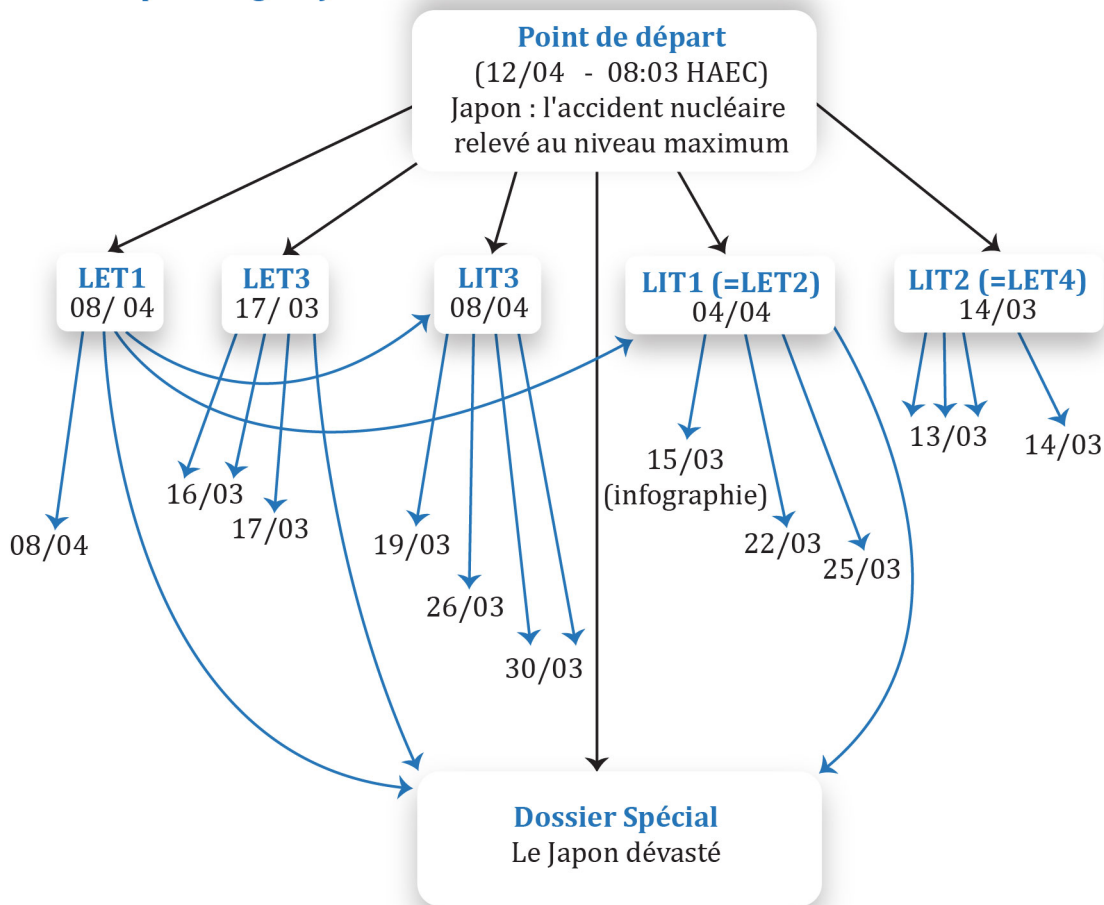 Point de départ
(12/04 - 08:03 HAEC)
Japon : l'accident nucléaire
relevé au niveau maximum
LET1
08/ 04
LET3
17/ 03
LIT3
08/04
LIT1 (=LET2)
04/04
LIT2 (=LET4)
14/03
08/04
16/03
17/03
19/03
26/03
30/03
15/03
(infographie)
22/03
25/03
13/03
14/03
Dossier Spécial
Le Japon dévasté